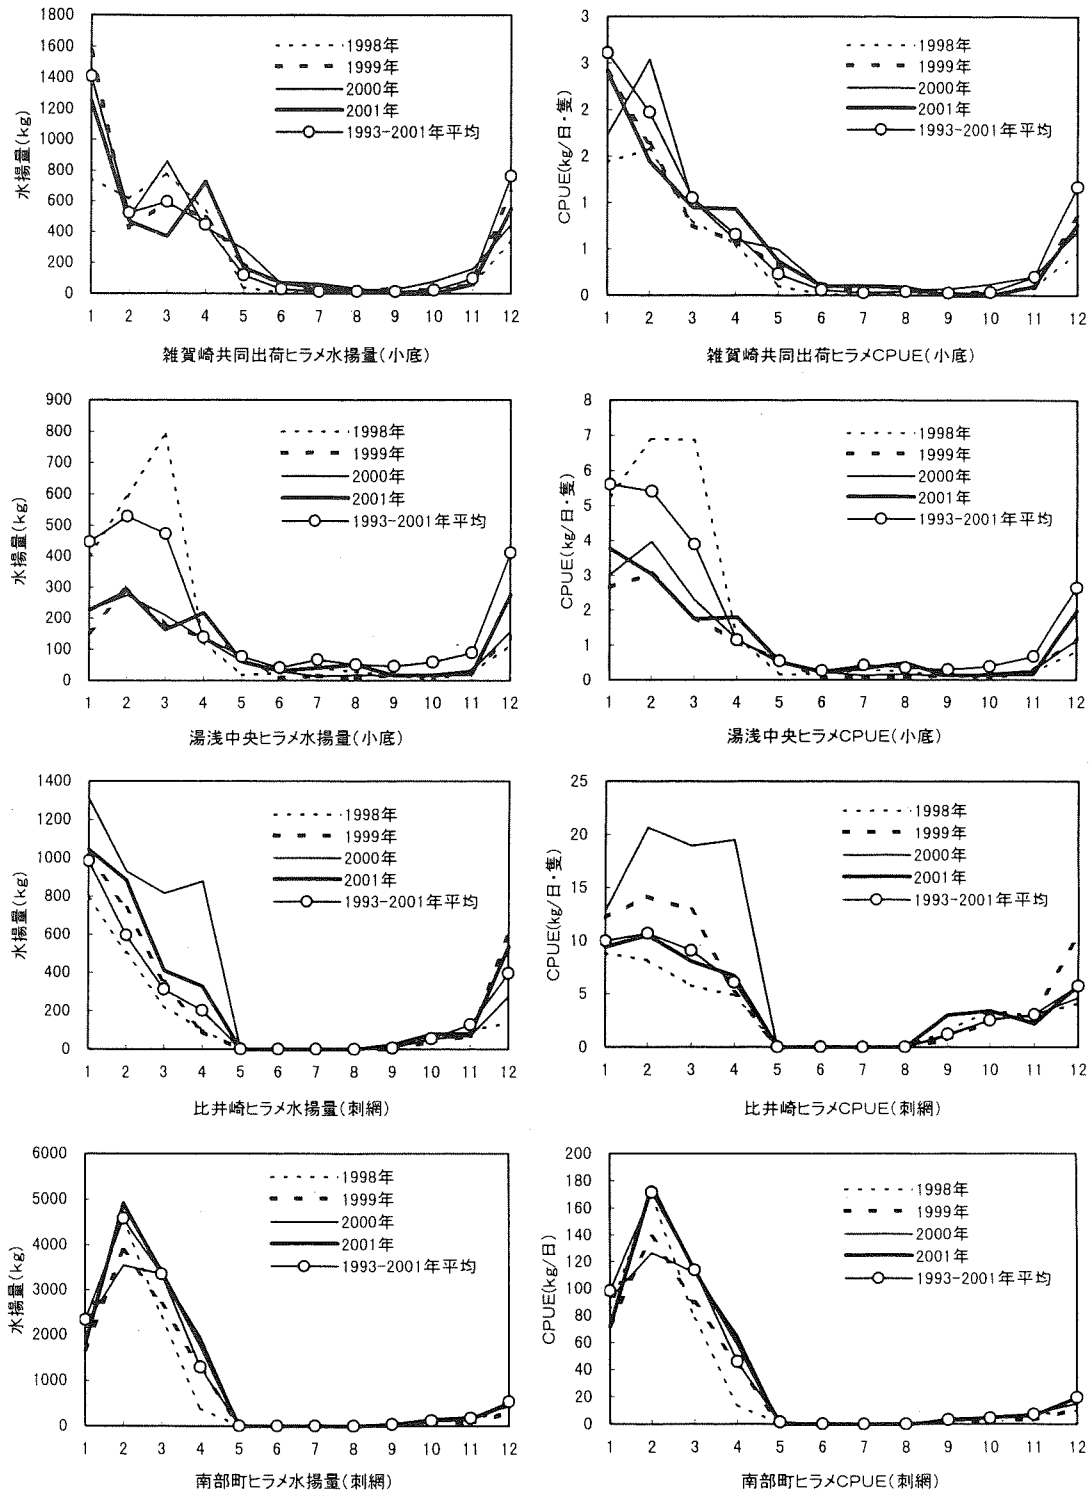 1800
1600
1400
1200
1000
800
600
400
200
0
水揚量(kg)
1998年
1999年
2000年
2001年
1993-2001年平均
1 2 3 4 5 6 7 8 9 10 11 12
雑賀崎共同出荷ヒラメ水揚量(小底)
3
3
2
2
1
1
0
CPUE(kg/日・隻)
1998年
1999年
2000年
2001年
1993-2001年平均
1 2 3 4 5 6 7 8 9 10 11 12
雑賀崎共同出荷ヒラメCPUE(小底)
900
800
700
600
500
400
300
200
100
0
水揚量(kg)
1998年
1999年
2000年
2001年
1993-2001年平均
1 2 3 4 5 6 7 8 9 10 11 12
湯浅中央ヒラメ水揚量(小底)
8
7
6
5
4
3
2
1
0
CPUE(kg/日・隻)
1998年
1999年
2000年
2001年
1993-2001年平均
1 2 3 4 5 6 7 8 9 10 11 12
湯浅中央ヒラメCPUE(小底)
1400
1200
1000
800
600
400
200
0
水揚量(kg)
1998年
1999年
2000年
2001年
1993-2001年平均
1 2 3 4 5 6 7 8 9 10 11 12
比井崎ヒラメ水揚量(刺網)
25
20
15
10
5
0
CPUE(kg/日・隻)
1998年
1999年
2000年
2001年
1993-2001年平均
1 2 3 4 5 6 7 8 9 10 11 12
比井崎ヒラメCPUE(刺網)
6000
5000
4000
3000
2000
1000
0
水揚量(kg)
1998年
1999年
2000年
2001年
1993-2001年平均
1 2 3 4 5 6 7 8 9 10 11 12
南部町ヒラメ水揚量(刺網)
200
180
160
140
120
100
80
60
40
20
0
CPUE(kg/日)
1998年
1999年
2000年
2001年
1993-2001年平均
1 2 3 4 5 6 7 8 9 10 11 12
南部町ヒラメCPUE(刺網)